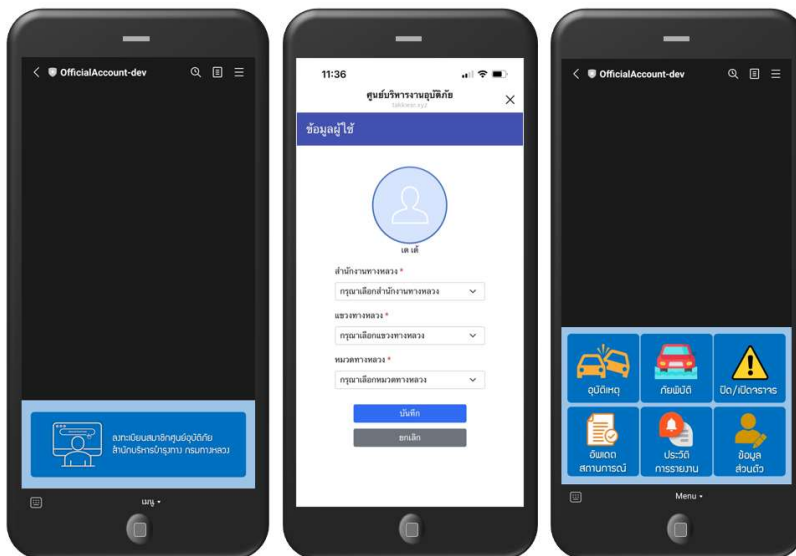 OfficialAccount-dev
ลงทะเบียนสมาชิกศูนย์อุบัติภัย
สำนักบริหารบำรุงทาง กรมทางหลวง
เมนู
11:36
ศูนย์บริหารงานอุบัติภัย
ข้อมูลผู้ใช้
เต เต้
สำนักงานทางหลวง *
กรุณาเลือกสำนักงานทางหลวง
แขวงทางหลวง *
กรุณาเลือกแขวงทางหลวง
หมวดทางหลวง *
กรุณาเลือกหมวดทางหลวง
บันทึก
ยกเลิก
OfficialAccount-dev
อุบัติเหตุ
ภัยพิบัติ
ปิด/เปิดจราจร
อัพเดต
สถานการณ์
ประวัติ
การรายงาน
ข้อมูล
ส่วนตัว
Menu